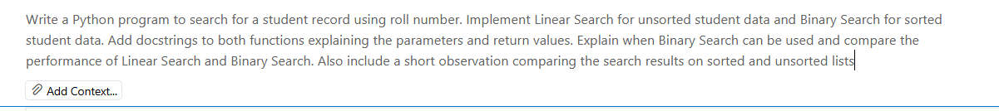 Write a Python program to search for a student record using roll number. Implement Linear Search for unsorted student data and Binary Search for sorted
student data. Add docstrings to both functions explaining the parameters and return values. Explain when Binary Search can be used and compare the
performance of Linear Search and Binary Search. Also include a short observation comparing the search results on sorted and unsorted lists
Add Context...